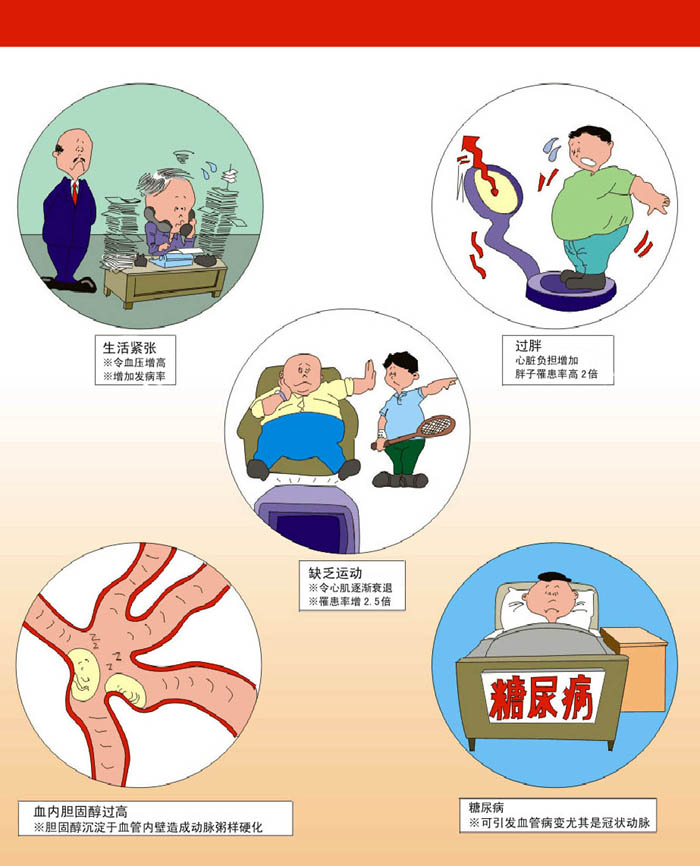 生活紧张
※令血压增高
※增加发病率
过胖
心脏负担增加
胖子罹患率高2倍
缺乏运动
※令心肌逐渐衰退
※罹患率增2.5倍
血内胆固醇过高
※胆固醇沉淀于血管内壁造成动脉粥样硬化
糖尿病
糖尿病
※可引发血管病变尤其是冠状动脉